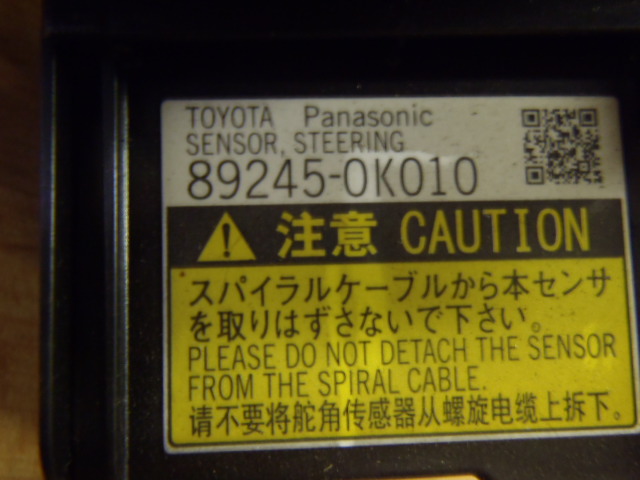 TOYOTA Panasonic
SENSOR, STEERING
89245-0K010
注意 CAUTION
スパイラルケーブルから本センサ
を取りはずさないで下さい。
PLEASE DO NOT DETACH THE SENSOR
FROM THE SPIRAL CABLE.
请不要将舵角传感器从螺旋电缆上拆下。